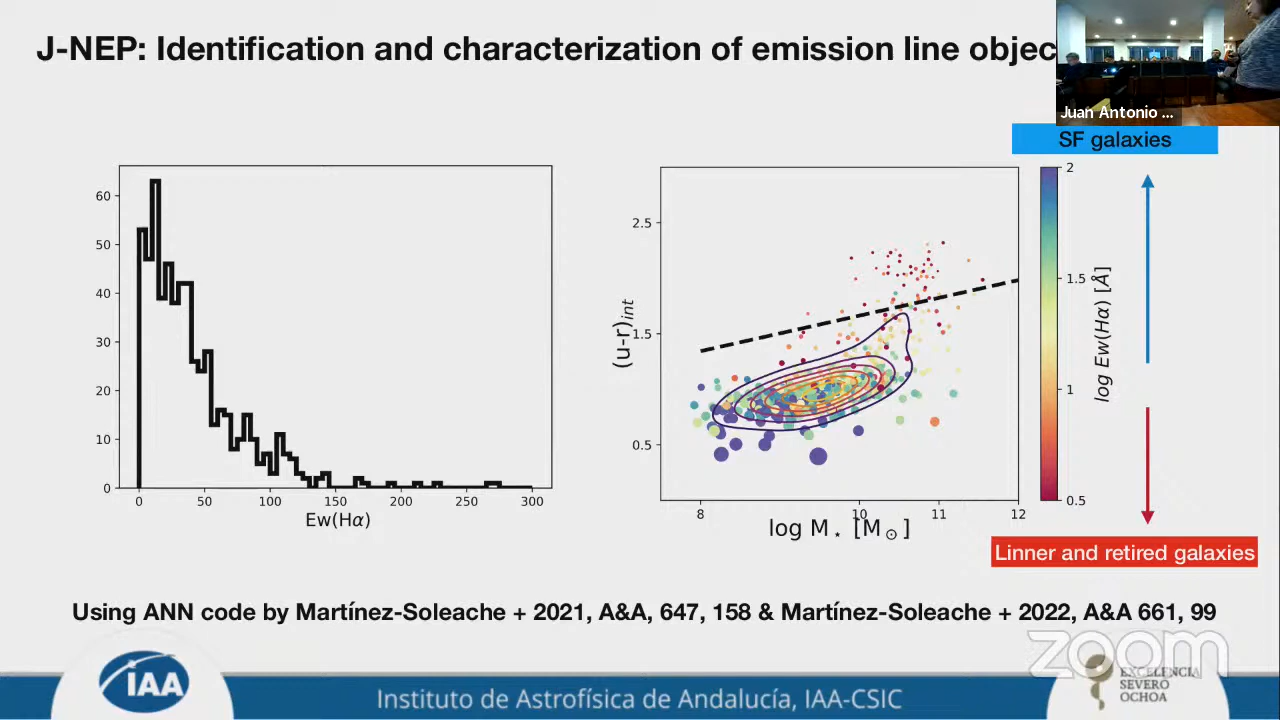 J-NEP: Identification and characterization of emission line objec
Juan Antonio ...
SF galaxies
60
50
40
30
20
10
0
0 50 100 150 200 250 300
Ew(Hα)
2.5
1.5
0.5
(u-r)int
8 10 11 12
log M⋆ [M⊙]
2
1.5
1
0.5
log Ew(Hα) [Å]
Linner and retired galaxies
Using ANN code by Martínez-Soleache + 2021, A&A, 647, 158 & Martínez-Soleache + 2022, A&A 661, 99
zoom
IAA
Instituto de Astrofísica de Andalucía, IAA-CSIC
EXCELENCIA
SEVERO
OCHOA